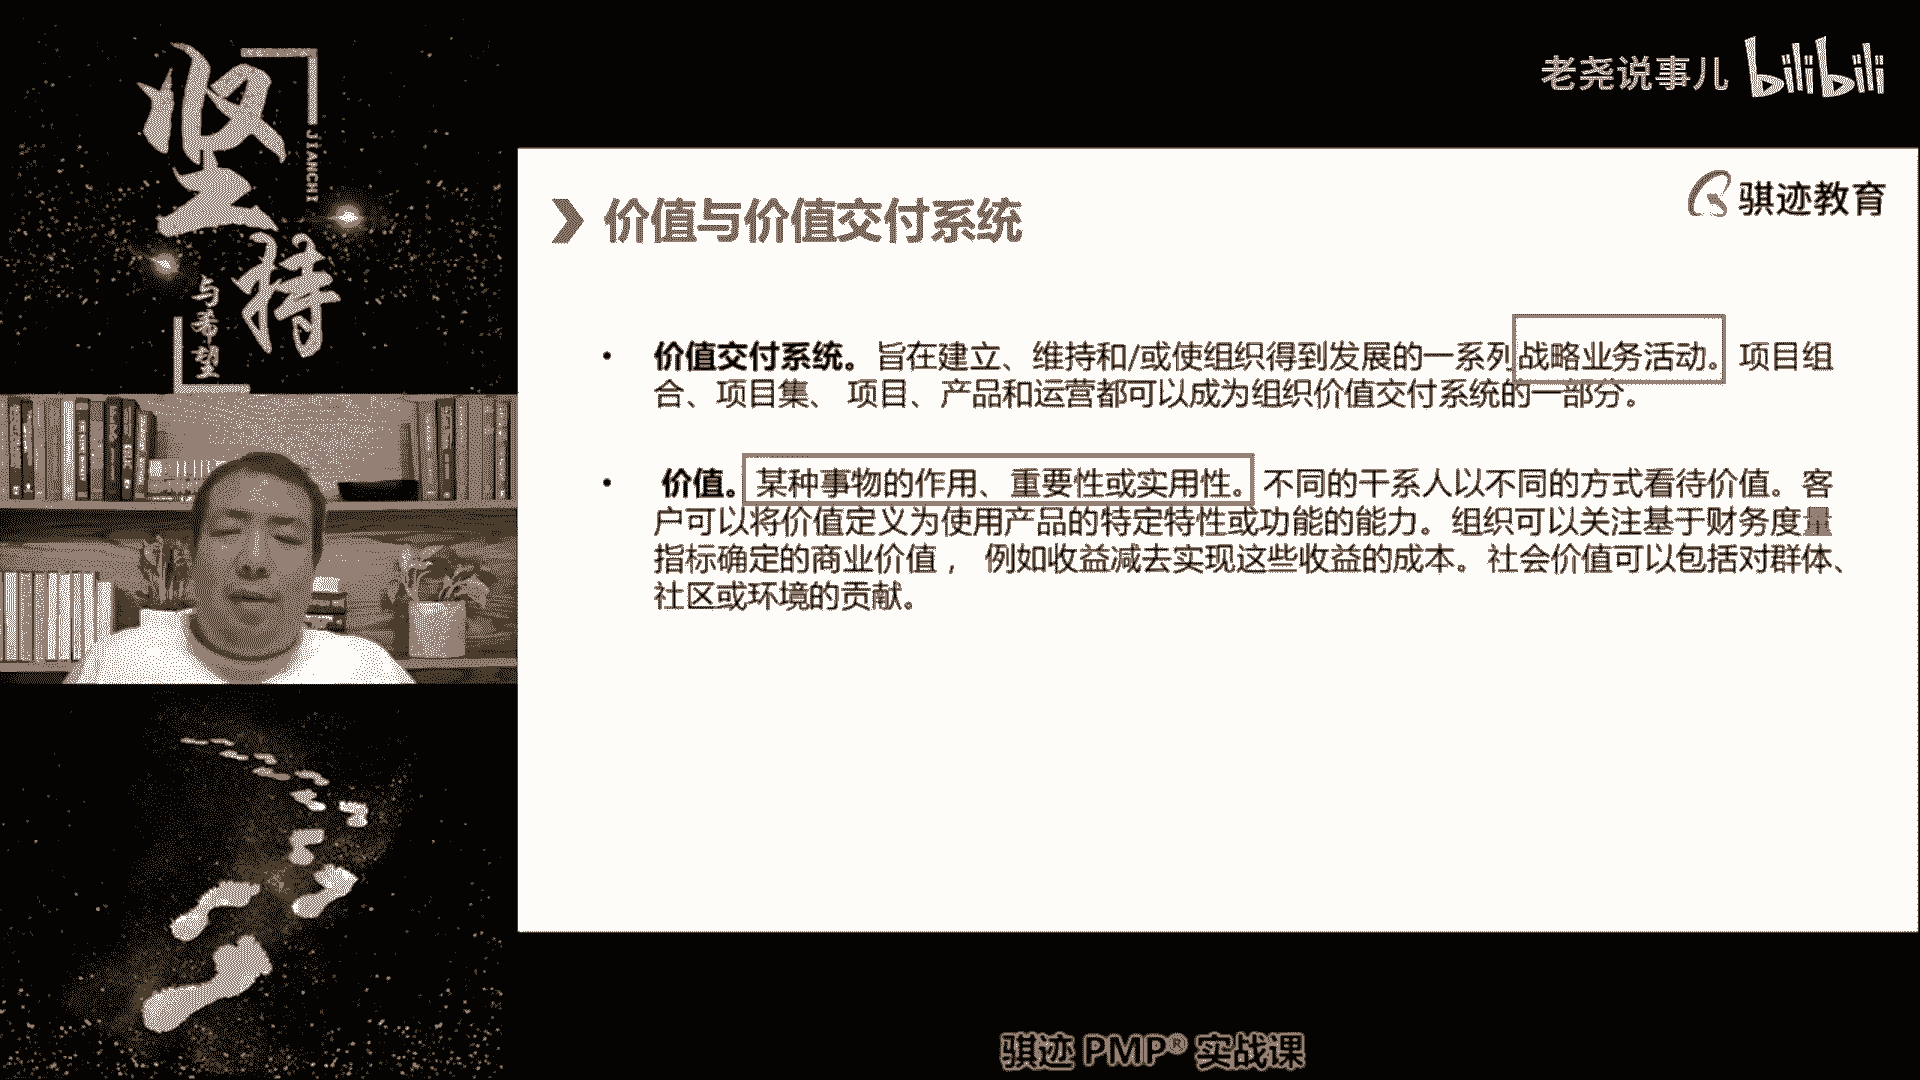 坚
持
JIANCHI
与希望
老尧说事儿 bilibili
骐迹教育
价值与价值交付系统
• 价值交付系统。旨在建立、维持和/或使组织得到发展的一系列战略业务活动。项目组
合、项目集、 项目、产品和运营都可以成为组织价值交付系统的一部分。
• 价值。某种事物的作用、重要性或实用性。不同的干系人以不同的方式看待价值。客
户可以将价值定义为使用产品的特定特性或功能的能力。组织可以关注基于财务度量
指标确定的商业价值， 例如收益减去实现这些收益的成本。社会价值可以包括对群体、
社区或环境的贡献。
骐迹 PMP® 实战课